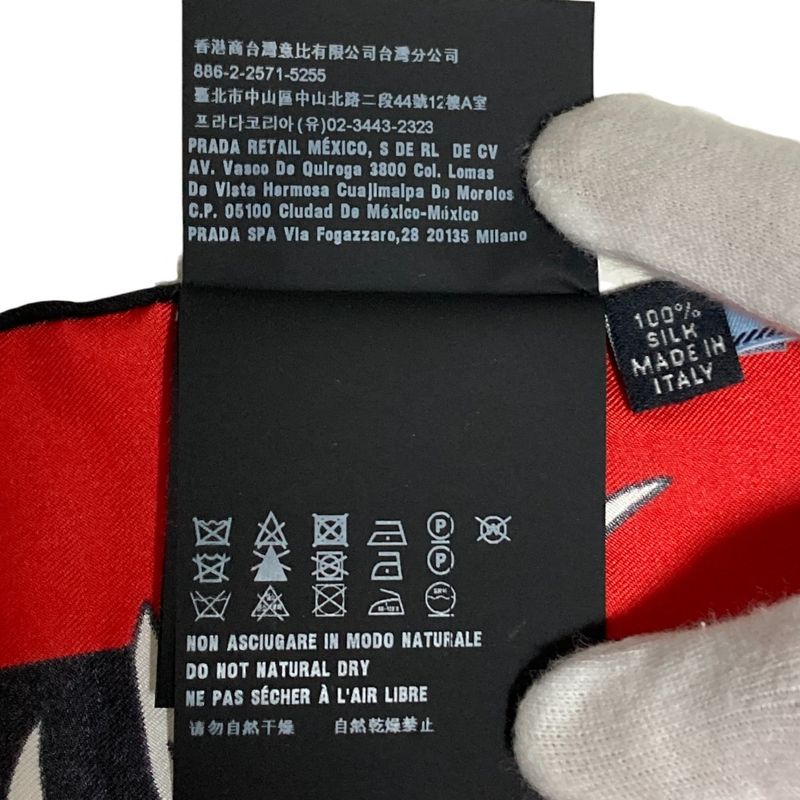 香港商台灣意比有限公司台灣分公司
886-2-2571-5255
臺北市中山區中山北路二段44號12樓A室
프라다코리아(유)02-3443-2323
PRADA RETAIL MÉXICO, S DE RL DE CV
AV. Vasco De Quiroga 3800 Col. Lomas
De Vista Hermosa Cuajimalpa De Morelos
C.P. 05100 Ciudad De México-México
PRADA SPA Via Fogazzaro,28 20135 Milano
100%
SILK
MADE IN
ITALY
P
P
NON ASCIUGARE IN MODO NATURALE
DO NOT NATURAL DRY
NE PAS SÉCHER À L'AIR LIBRE
请勿自然干燥 自然乾燥禁止